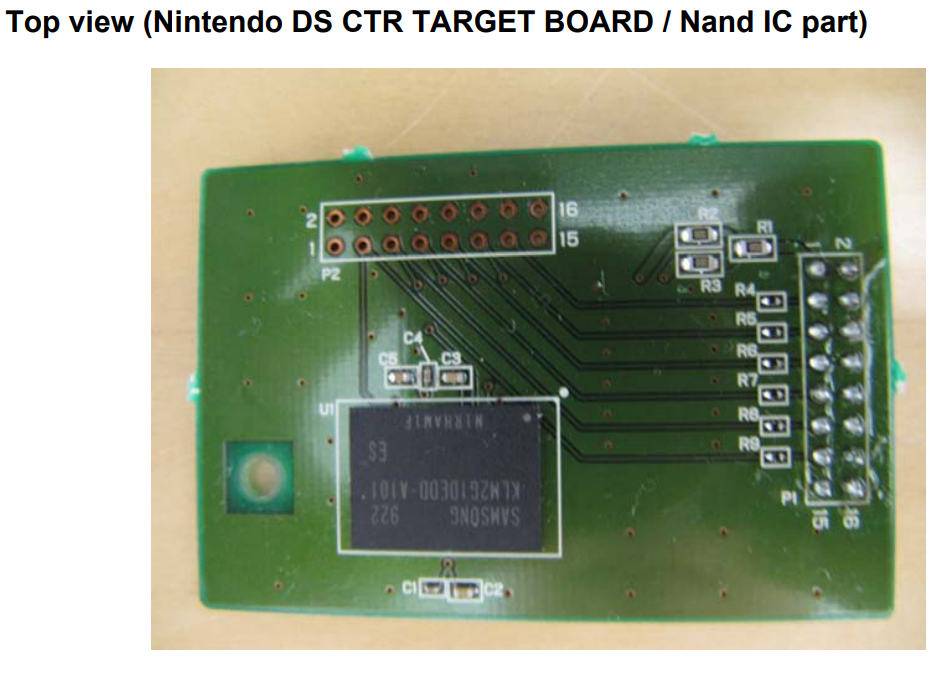 Top view (Nintendo DS CTR TARGET BOARD / Nand IC part)
2 16
1 15
P2
R2
R1
R3
1 2
R4
R5
R6
R7
R8
R9
C4
C5 C3
U1
SAMSONG 922
KLM2G1DEDD-A101
ES
N1RHAM1F
P1
15 16
C1 C2